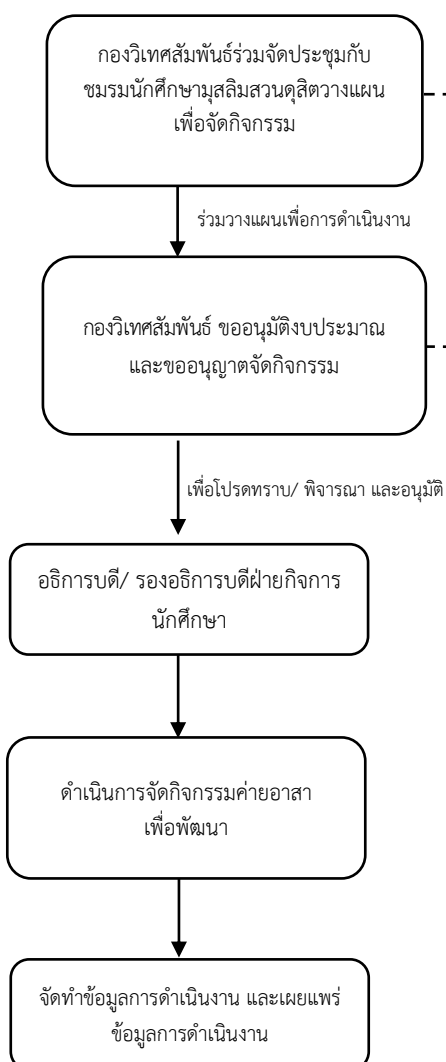 กองวิเทศสัมพันธ์ร่วมจัดประชุมกับ
ชมรมนักศึกษามุสลิมสวนดุสิตวางแผน
เพื่อจัดกิจกรรม
ร่วมวางแผนเพื่อการดำเนินงาน
กองวิเทศสัมพันธ์ ขออนุมัติงบประมาณ
และขออนุญาตจัดกิจกรรม
เพื่อโปรดทราบ/ พิจารณา และอนุมัติ
อธิการบดี/ รองอธิการบดีฝ่ายกิจการ
นักศึกษา
ดำเนินการจัดกิจกรรมค่ายอาสา
เพื่อพัฒนา
จัดทำข้อมูลการดำเนินงาน และเผยแพร่
ข้อมูลการดำเนินงาน